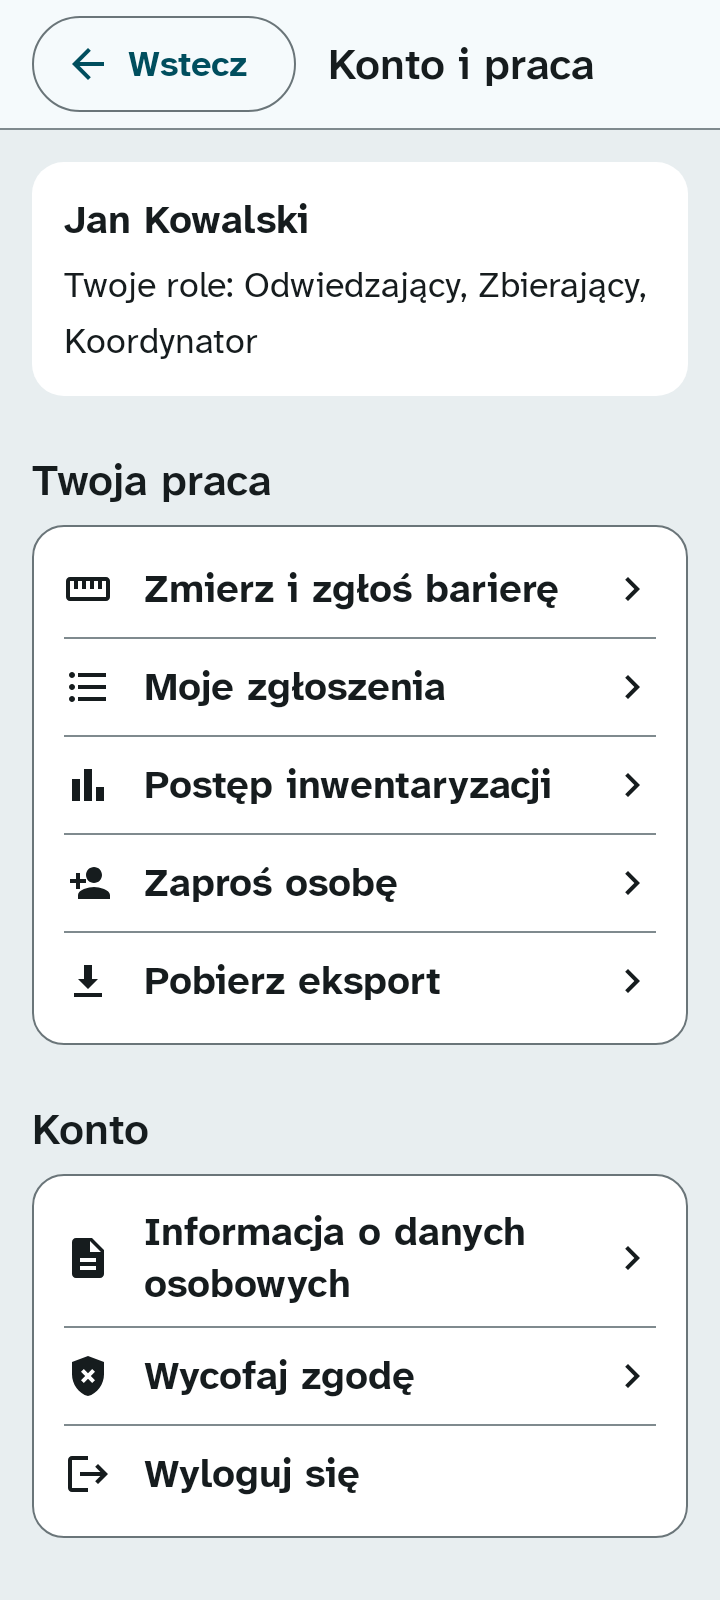 Wstecz
Konto i praca
Jan Kowalski
Twoje role: Odwiedzający, Zbierający,
Koordynator
Twoja praca
Zmierz i zgłoś barierę
Moje zgłoszenia
Postęp inwentaryzacji
Zaproś osobę
Pobierz eksport
Konto
Informacja o danych
osobowych
Wycofaj zgodę
Wyloguj się